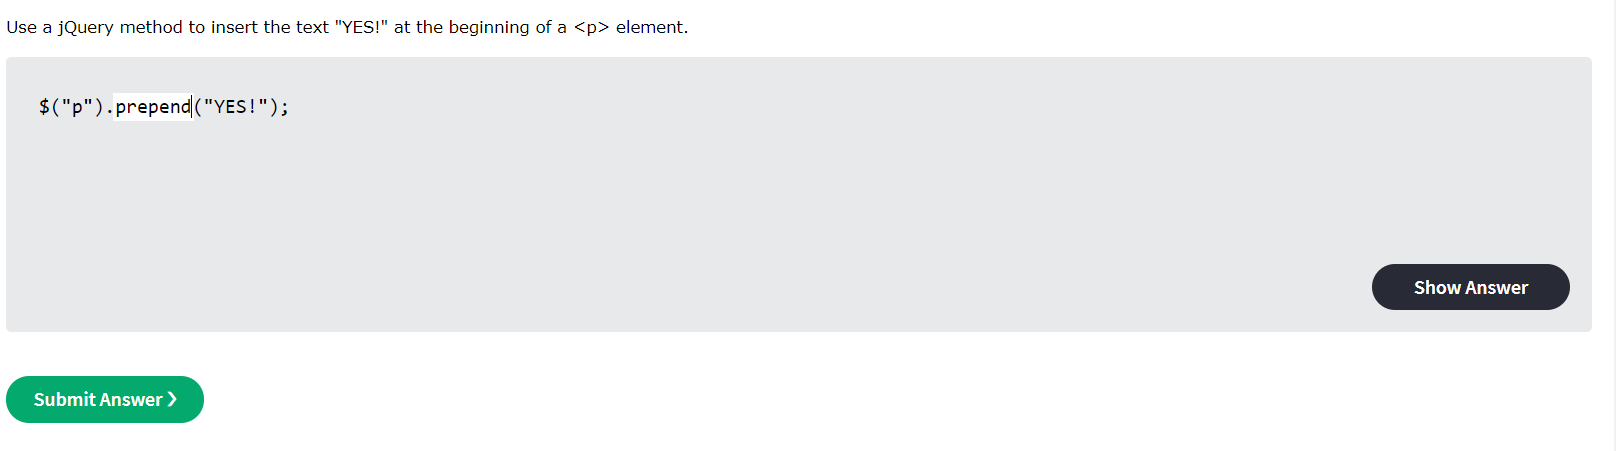 Use a jQuery method to insert the text "YES!" at the beginning of a <p> element.
$("p").prepend("YES!");
Show Answer
Submit Answer ❯